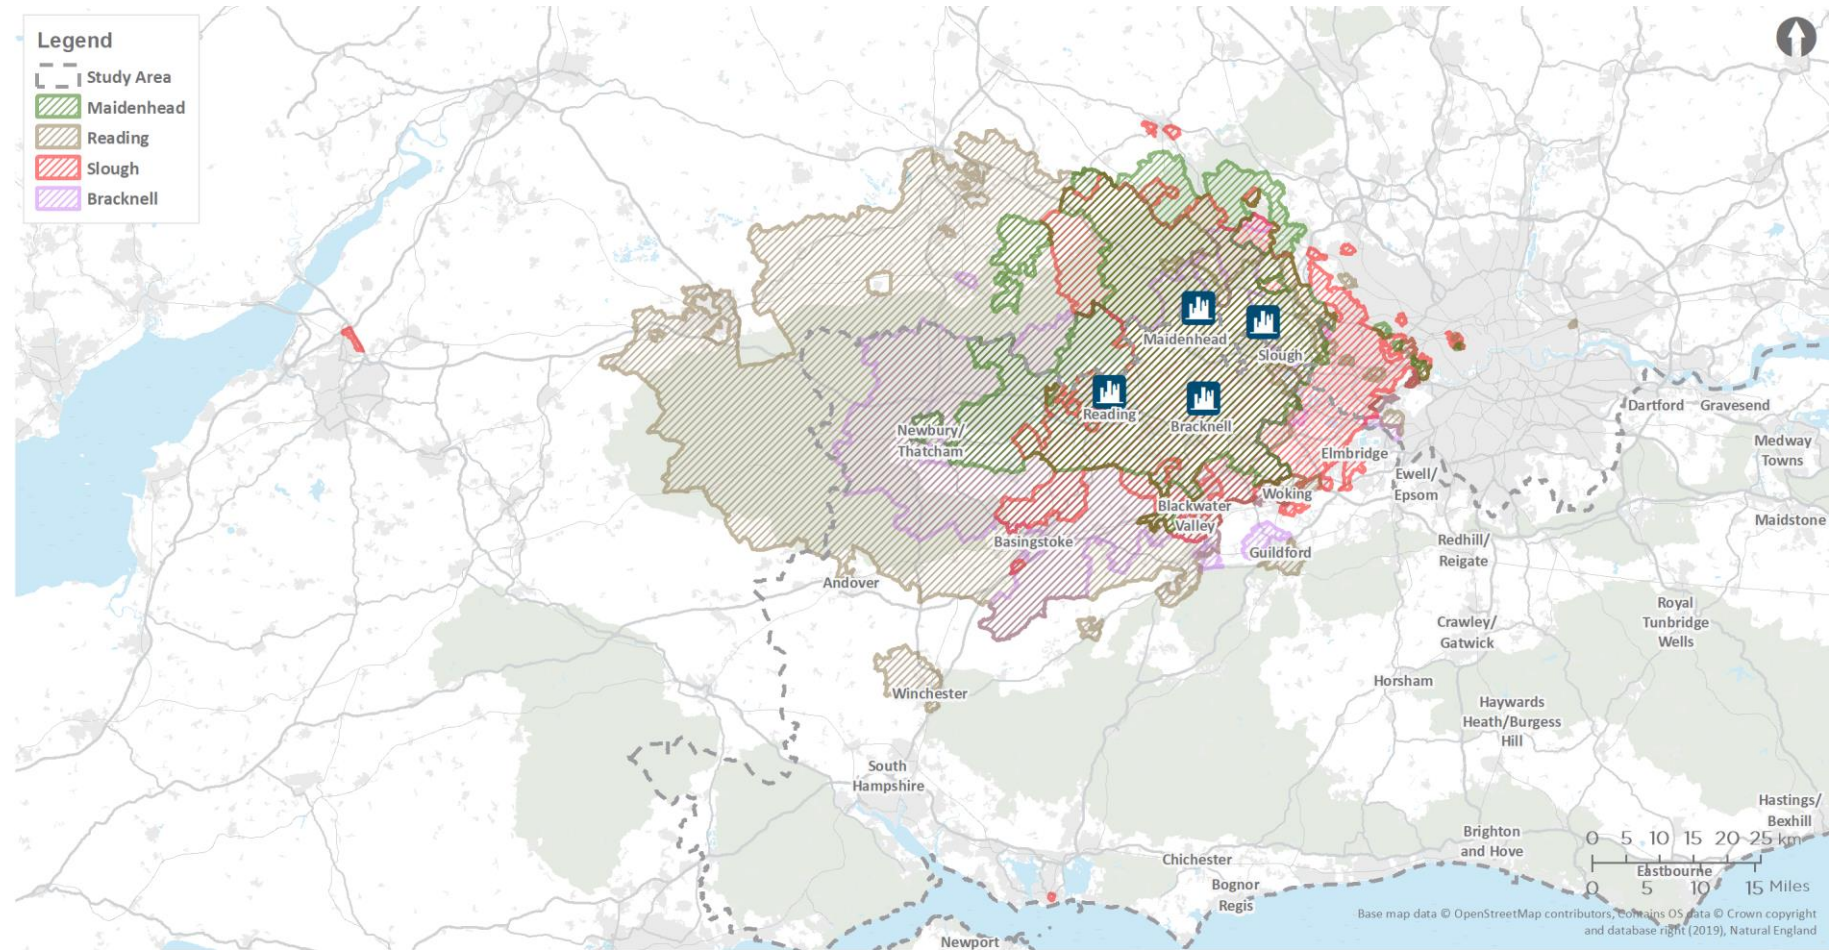 Legend
Study Area
Maidenhead
Reading
Slough
Bracknell
Maidenhead
Slough
Reading
Bracknell
Newbury/
Thatcham
Dartford
Gravesend
Medway
Towns
Elmbridge
Ewell/
Epsom
Woking
Blackwater
Valley
Maidstone
Basingstoke
Guildford
Redhill/
Reigate
Andover
Royal
Tunbridge
Wells
Crawley/
Gatwick
Horsham
Winchester
Haywards
Heath/Burgess
Hill
South
Hampshire
Hastings/
Bexhill
Brighton
and Hove
Chichester
Bognor
Regis
Eastbourne
Newport
0 5 10 15 20 25 km
0 5 10 15 Miles
Base map data © OpenStreetMap contributors, Contains OS data © Crown copyright
and database right (2019), Natural England